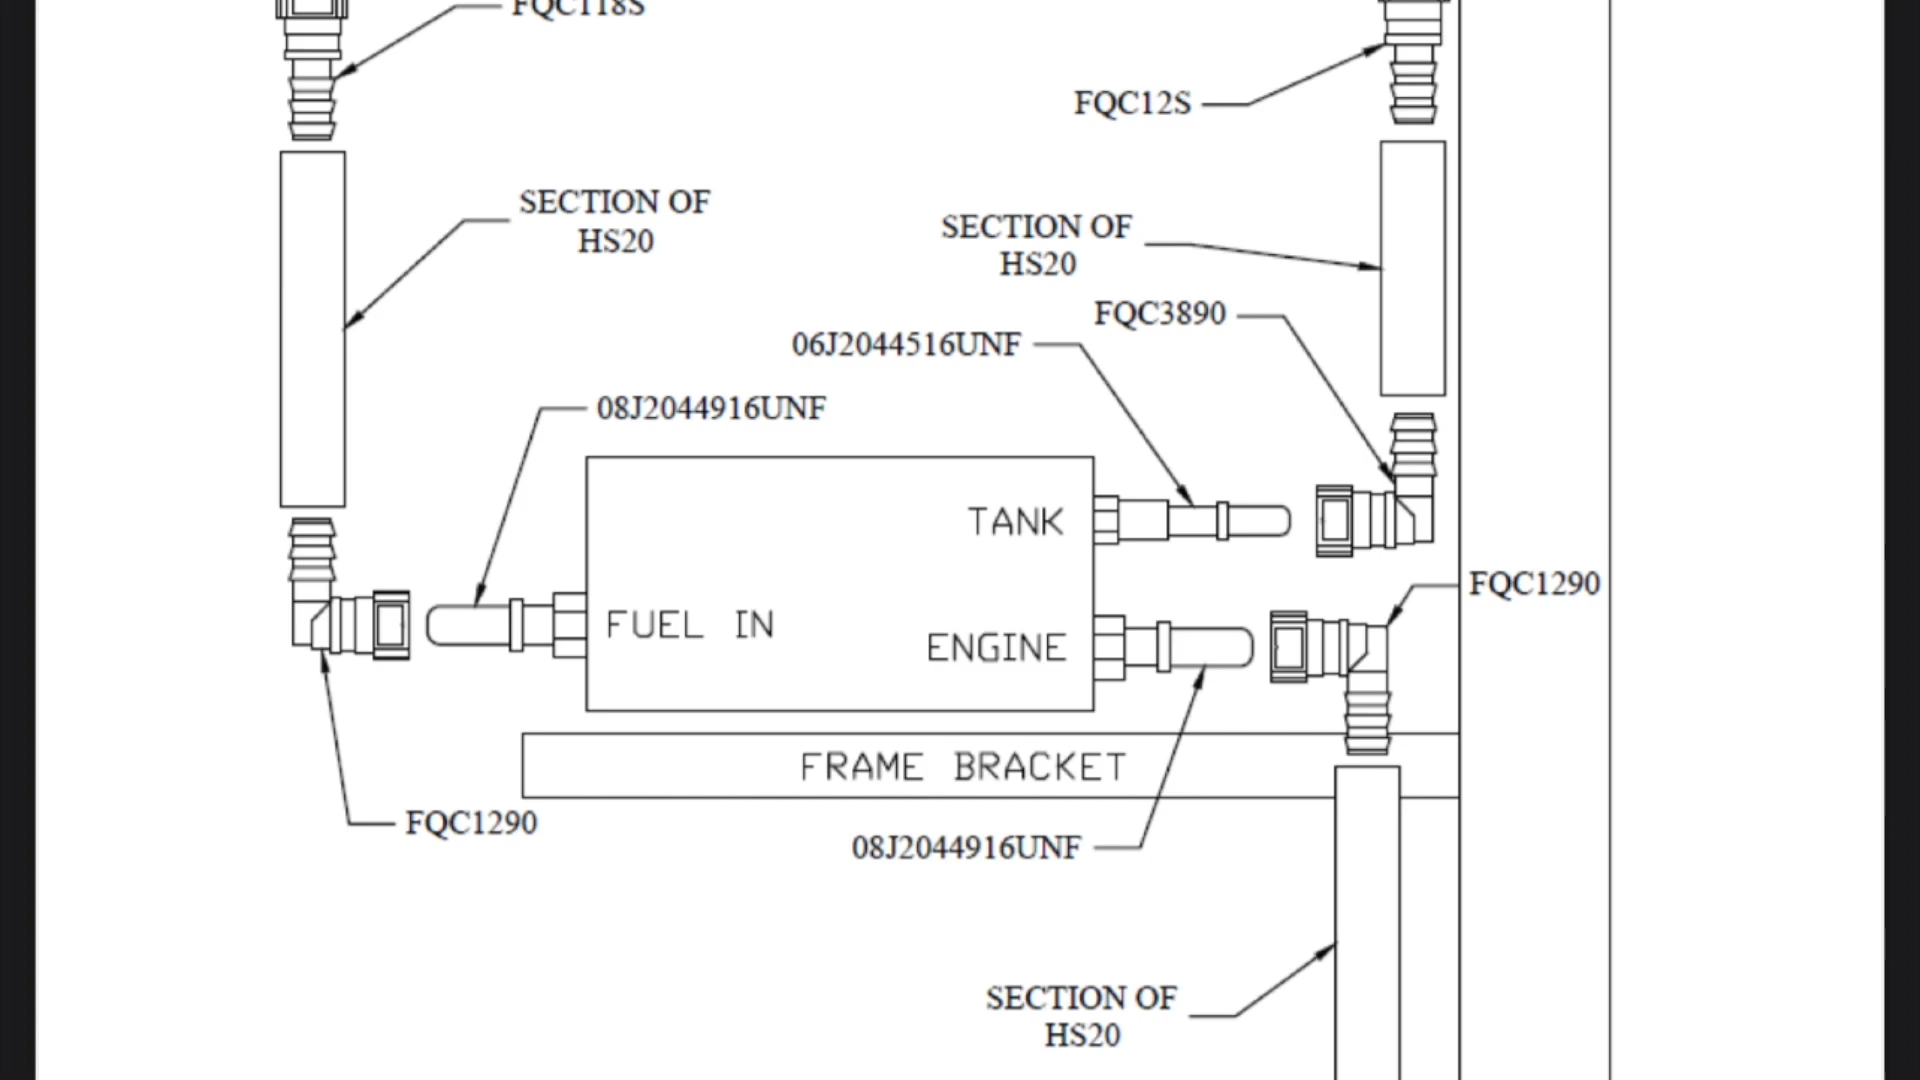 FQC118S
FQC12S
SECTION OF
HS20
SECTION OF
HS20
FQC3890
06J2044516UNF
08J2044916UNF
TANK
FQC1290
FUEL IN
ENGINE
FRAME BRACKET
FQC1290
08J2044916UNF
SECTION OF
HS20